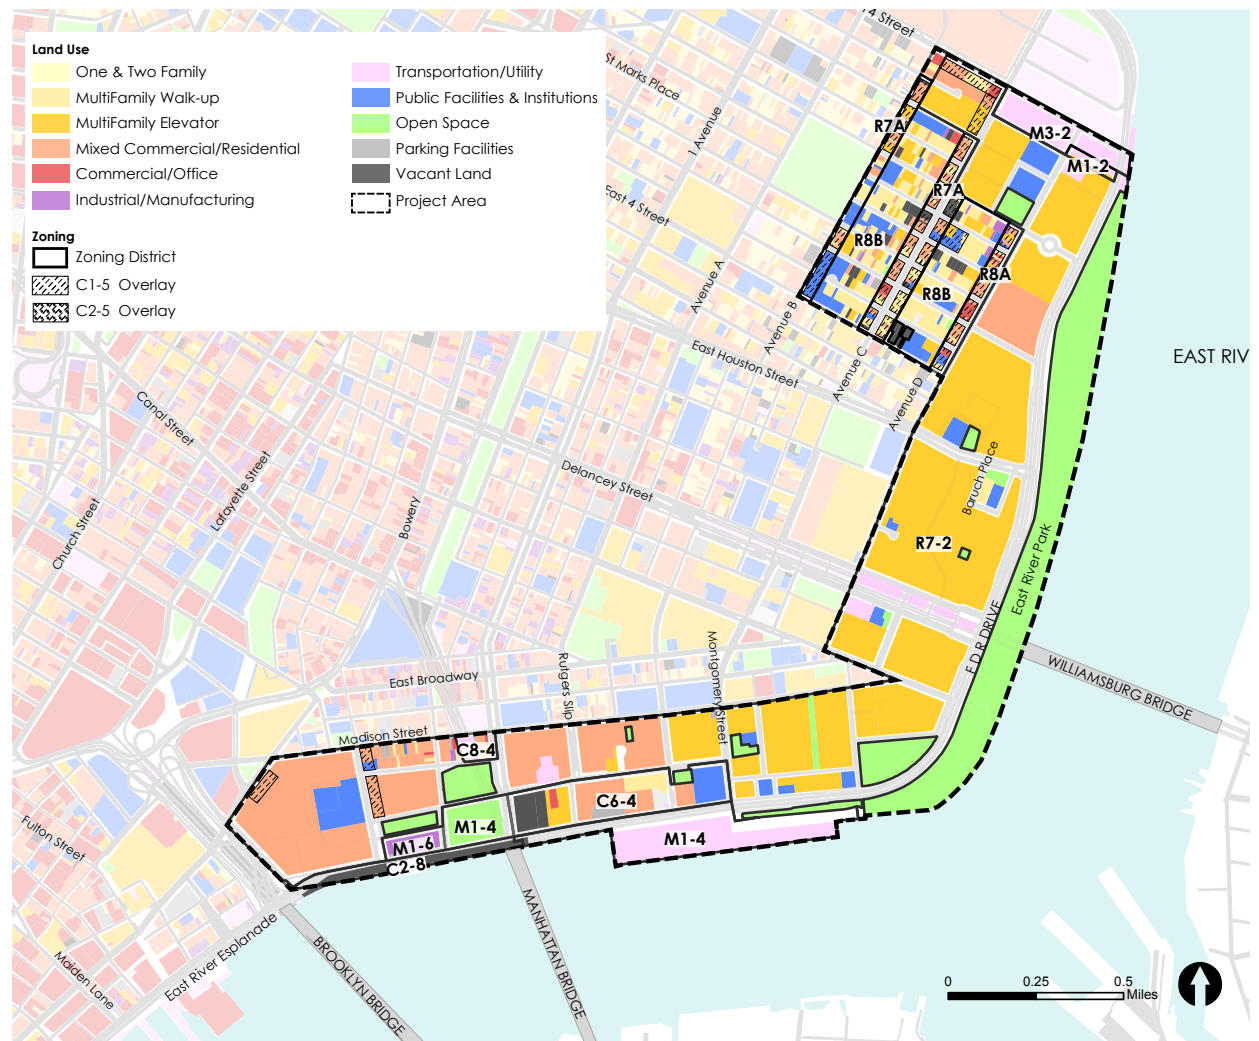 Land Use
One & Two Family
MultiFamily Walk-up
MultiFamily Elevator
Mixed Commercial/Residential
Commercial/Office
Industrial/Manufacturing
Transportation/Utility
Public Facilities & Institutions
Open Space
Parking Facilities
Vacant Land
Project Area
Zoning
Zoning District
C1-5 Overlay
C2-5 Overlay
4 Street
St Marks Place
1 Avenue
East 4 Street
Avenue A
Avenue B
Avenue C
Avenue D
East Houston Street
R7A
R7A
R8B
R8B
R8A
M3-2
M1-2
EAST RIV
Canal Street
Lafayette Street
Church Street
Bowery
Delancey Street
Baruch Place
R7-2
East River Park
F D R DRIVE
WILLIAMSBURG BRIDGE
Montgomery Street
Rutgers Slip
East Broadway
Madison Street
C8-4
C6-4
M1-4
M1-4
M1-6
C2-8
Fulton Street
Maiden Lane
East River Esplanade
BROOKLYN BRIDGE
MANHATTAN BRIDGE
0 0.25 0.5
Miles